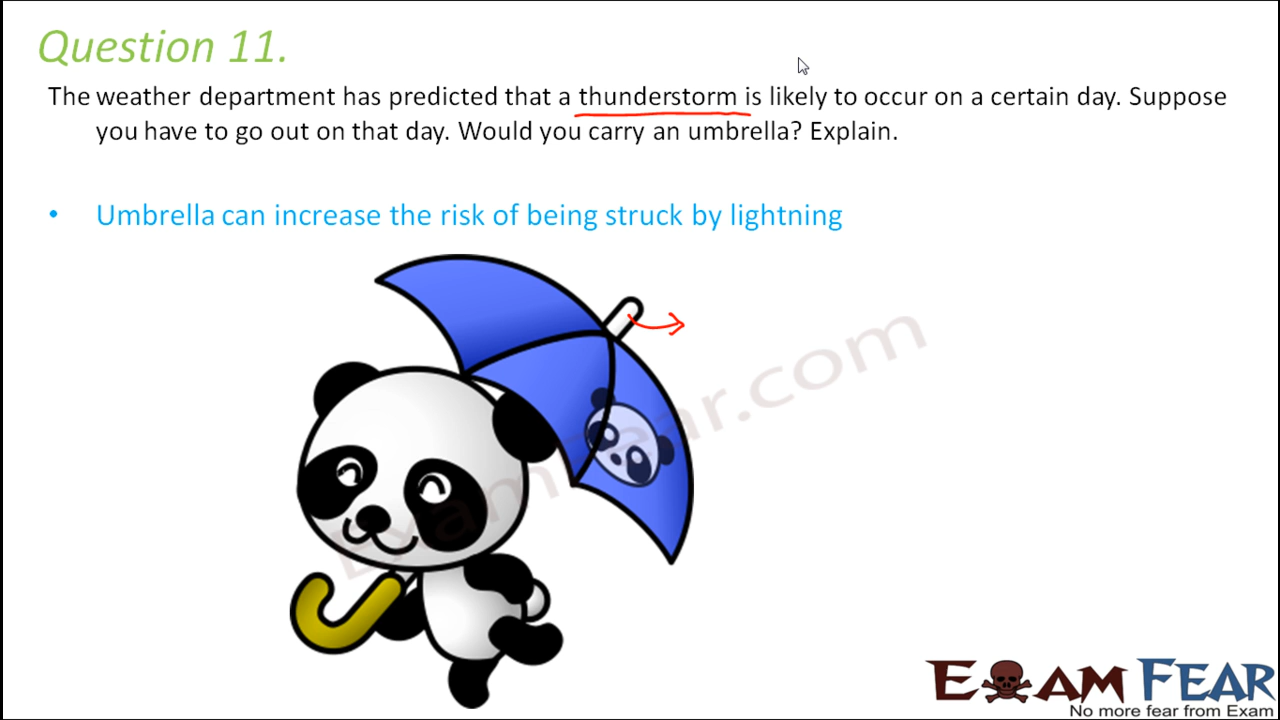 Question 11.
The weather department has predicted that a thunderstorm is likely to occur on a certain day. Suppose
you have to go out on that day. Would you carry an umbrella? Explain.
• Umbrella can increase the risk of being struck by lightning
Examfear.com
EXAM FEAR
No more fear from Exam